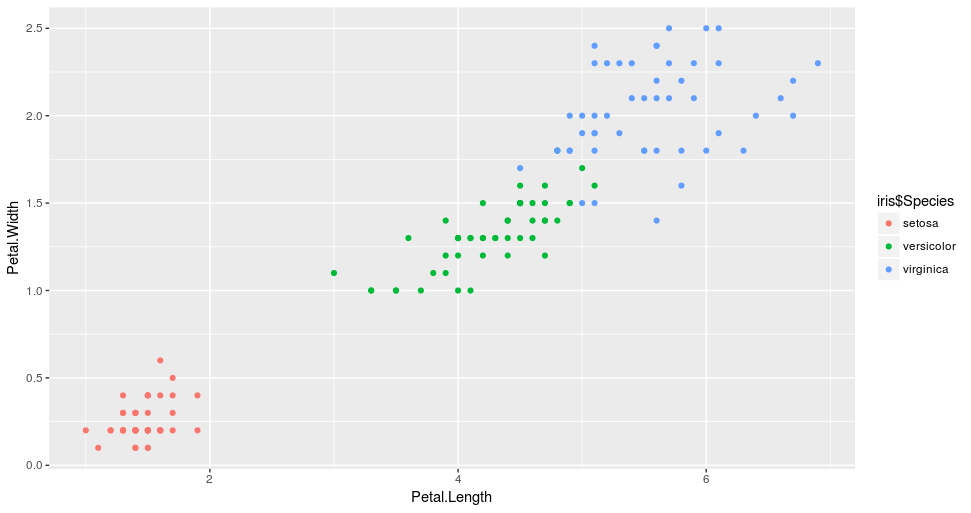 2.5
2.0
1.5
1.0
0.5
0.0
Petal.Width
2 4 6
Petal.Length
iris$Species
setosa
versicolor
virginica